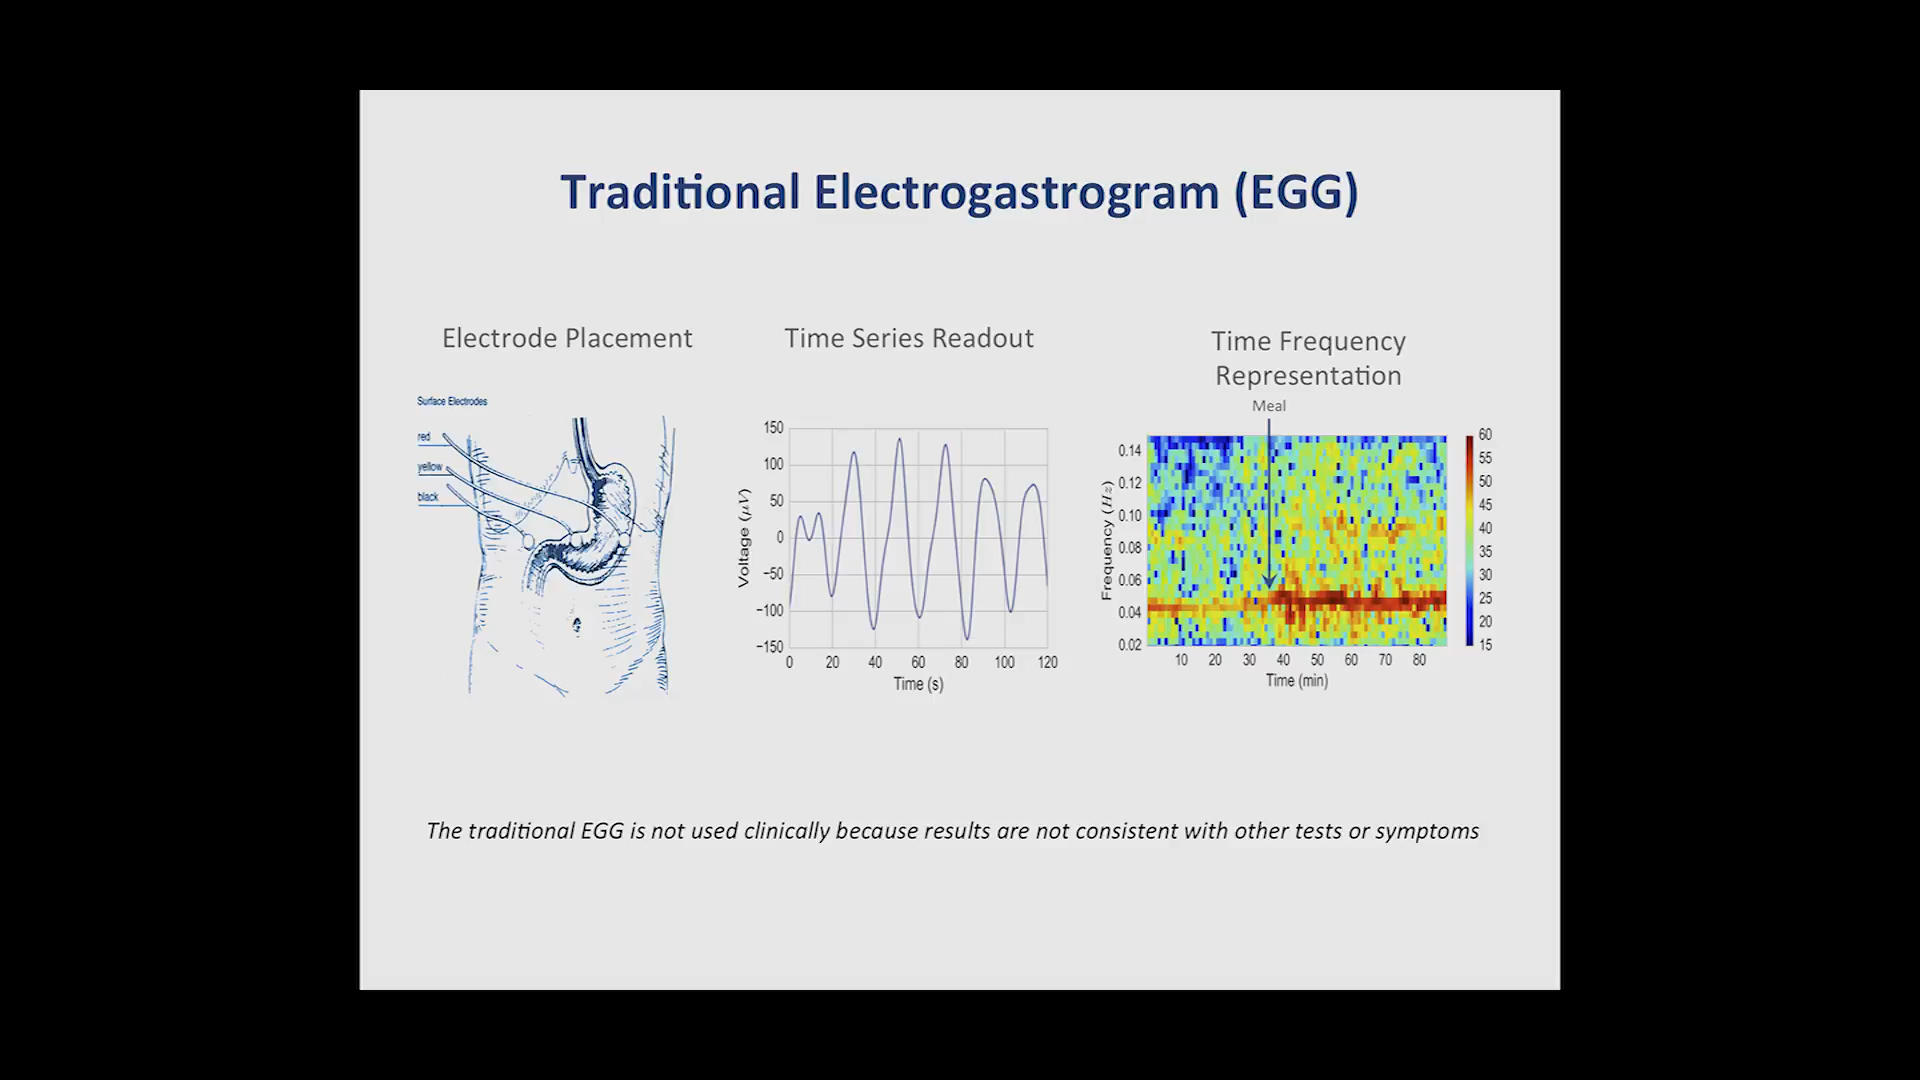 Traditional Electrogastrogram (EGG)
Electrode Placement
Surface Electrodes
red
yellow
black
Time Series Readout
150
100
50
0
−50
−100
−150
Voltage (μV)
0 20 40 60 80 100 120
Time (s)
Time Frequency
Representation
Meal
0.14
0.12
0.10
0.08
0.06
0.04
0.02
Frequency (Hz)
10 20 30 40 50 60 70 80
Time (min)
60
55
50
45
40
35
30
25
20
15
The traditional EGG is not used clinically because results are not consistent with other tests or symptoms